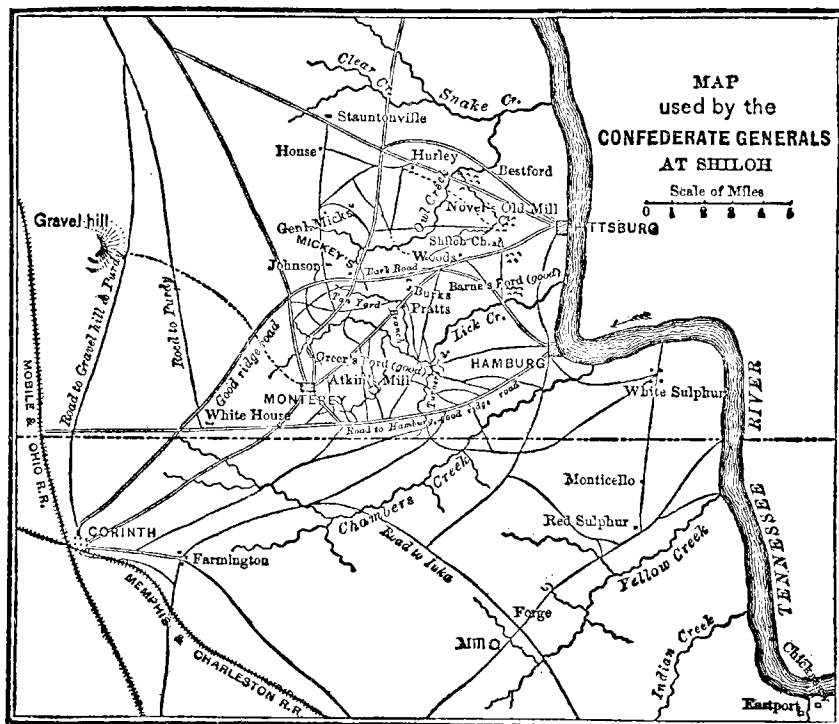 MAP
used by the
CONFEDERATE GENERALS
AT SHILOH
Scale of Miles
0 1 2 3 4 5
Clear Cr.
Snake Cr.
Stauntonville
House
Hurley
Bestford
Owl Creek
Novel's Old Mill
Genl. Micks
Gravel hill
Shiloh Ch.
TTSBURG
MICKEY'S
Woods
Johnson
Bark Road
Barne's Ford (good)
Pan Ford
Burks
Pratts
Branch
Lick Cr.
Road to Gravel hill & Purdy
Road to Purdy
Good ridge road
Greer's Ford (good)
HAMBURG
Atkin Mill
MONTEREY
White Sulphur
White House
Road to Hamburg, good ridge road
MOBILE & OHIO R.R.
TENNESSEE RIVER
Monticello
Chambers Creek
CORINTH
Red Sulphur
Road to Iuka
Yellow Creek
Farmington
Forge
MEMPHIS & CHARLESTON R.R.
Mill
Indian Creek
Eastport